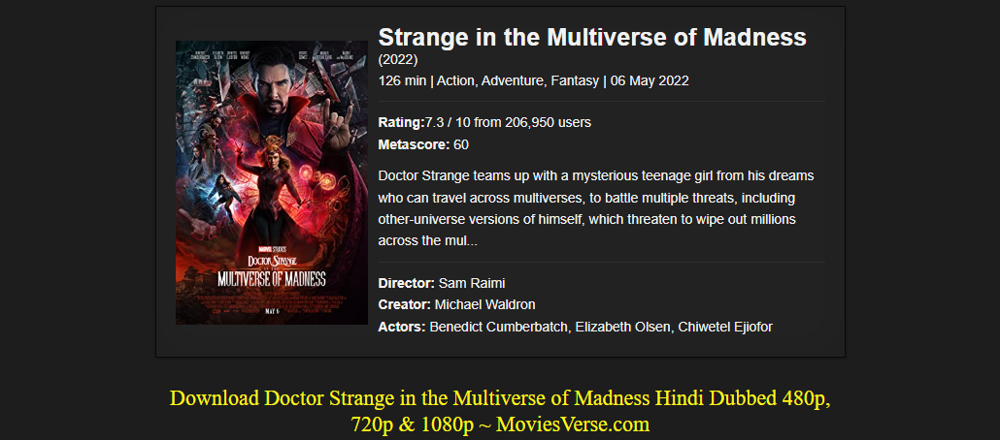 Strange in the Multiverse of Madness
(2022)
126 min | Action, Adventure, Fantasy | 06 May 2022
Rating:7.3 / 10 from 206,950 users
Metascore: 60
Doctor Strange teams up with a mysterious teenage girl from his dreams
who can travel across multiverses, to battle multiple threats, including
other-universe versions of himself, which threaten to wipe out millions
across the mul...
Director: Sam Raimi
Creator: Michael Waldron
Actors: Benedict Cumberbatch, Elizabeth Olsen, Chiwetel Ejiofor
MARVEL STUDIOS
DOCTOR STRANGE
IN THE
MULTIVERSE OF MADNESS
MAY 6
Download Doctor Strange in the Multiverse of Madness Hindi Dubbed 480p,
720p & 1080p ~ MoviesVerse.com